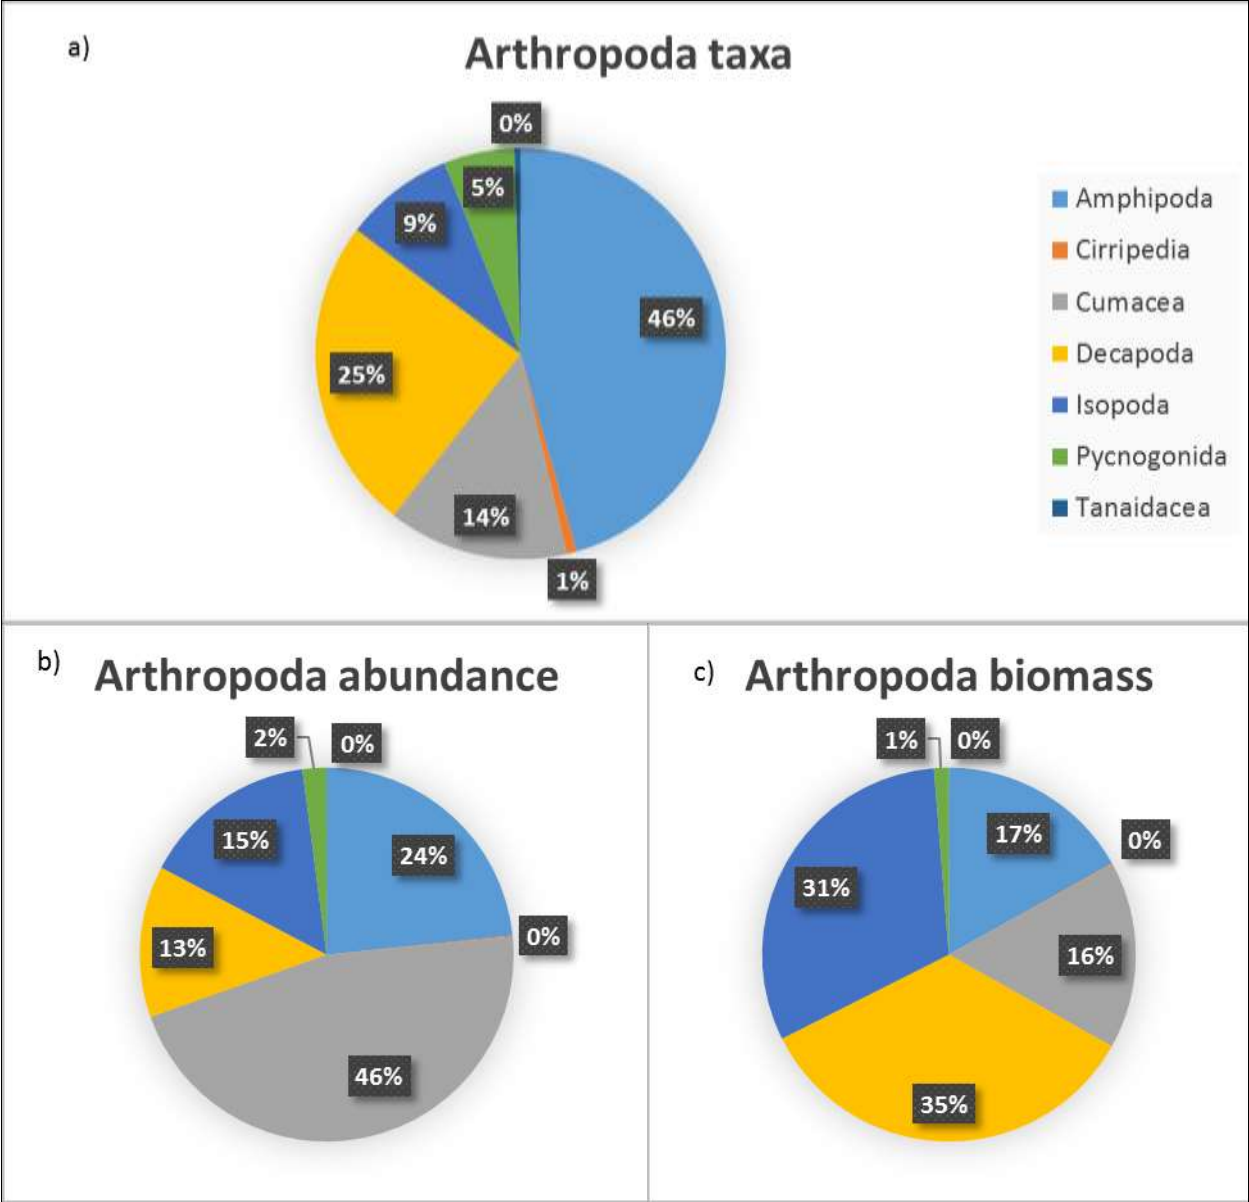 a)
Arthropoda taxa
0%
5%
9%
46%
25%
14%
1%
Amphipoda
Cirripedia
Cumacea
Decapoda
Isopoda
Pycnogonida
Tanaidacea
b)
Arthropoda abundance
2%
0%
15%
24%
13%
0%
46%
c)
Arthropoda biomass
1%
0%
17%
0%
31%
16%
35%